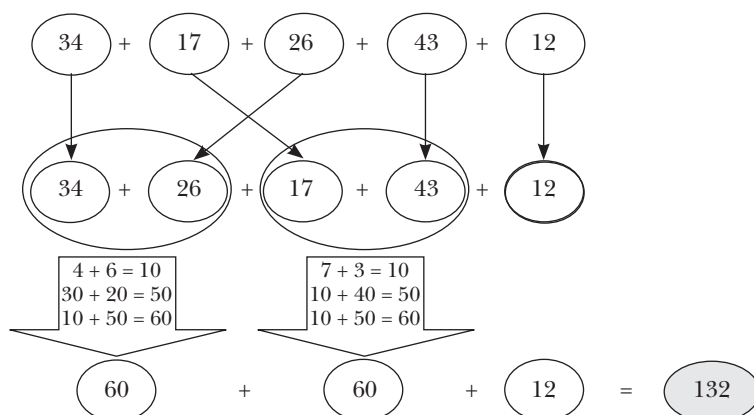 34 + 17 + 26 + 43 + 12
34 + 26 + 17 + 43 + 12
4 + 6 = 10
30 + 20 = 50
10 + 50 = 60
7 + 3 = 10
10 + 40 = 50
10 + 50 = 60
60 + 60 + 12 = 132